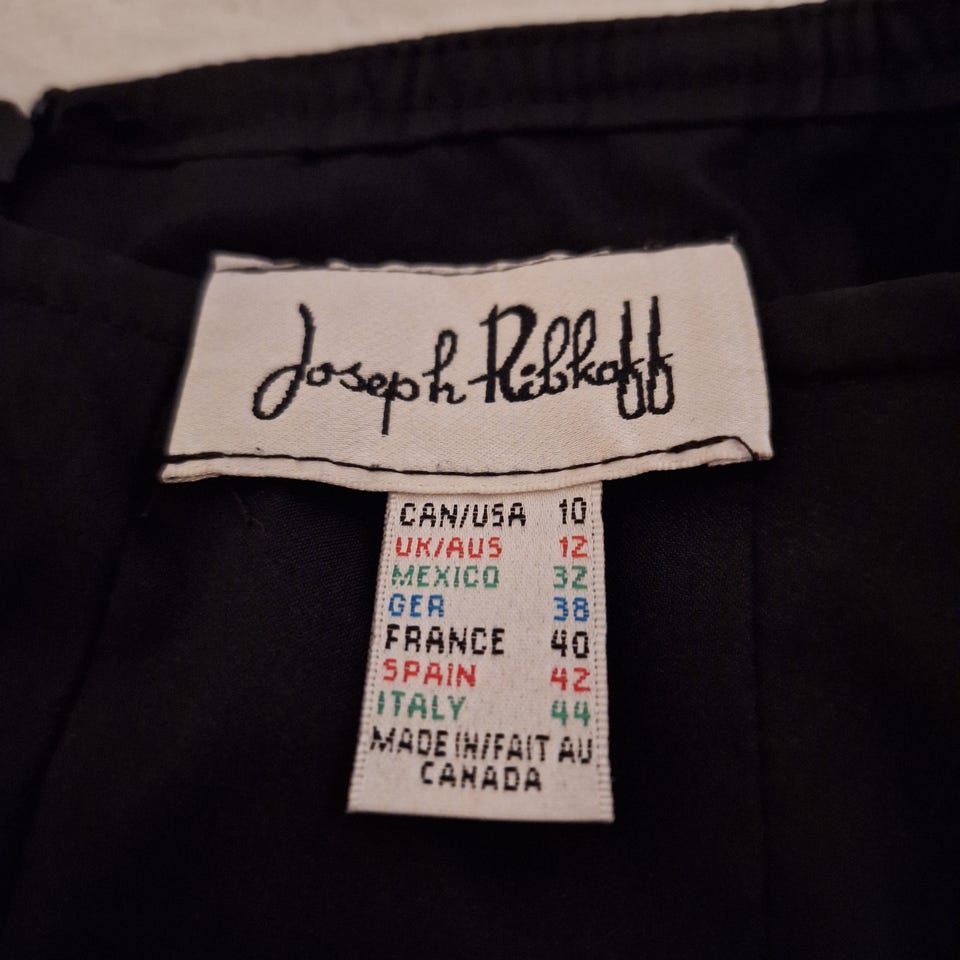 Joseph Ribkoff
CAN/USA 10
UK/AUS 12
MEXICO 32
GER 38
FRANCE 40
SPAIN 42
ITALY 44
MADE IN/FAIT AU
CANADA